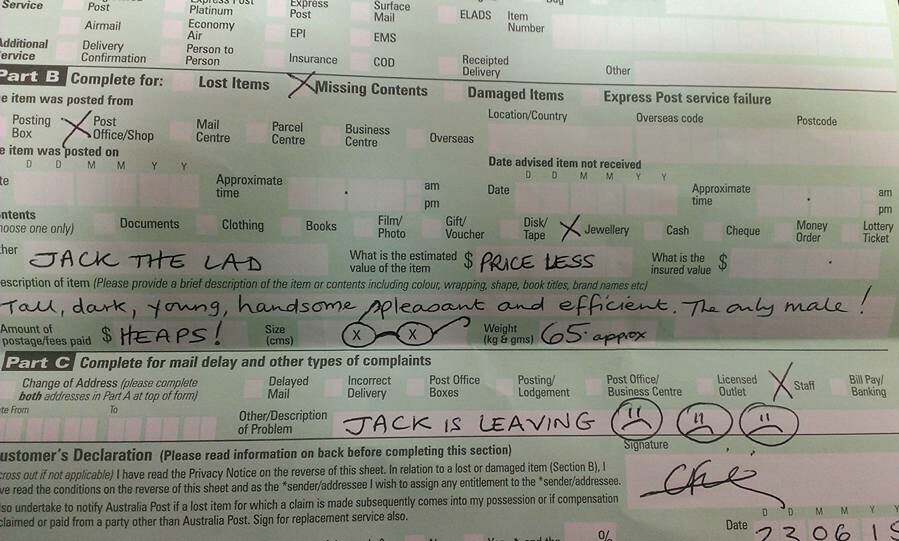 Service Post Platinum Express Post Surface Mail ELADS Item Number
Airmail Economy Air EPI EMS
Additional Service Delivery Confirmation Person to Person Insurance COD Receipted Delivery Other
Part B Complete for: Lost Items Missing Contents Damaged Items Express Post service failure
e item was posted from Location/Country Overseas code Postcode
Posting Box Post Office/Shop Mail Centre Parcel Centre Business Centre Overseas
e item was posted on Date advised item not received
D D M M Y Y D D M M Y Y
te Approximate time . am pm Date Approximate time . am pm
ntents
hoose one only) Documents Clothing Books Film/Photo Gift/Voucher Disk/Tape Jewellery Cash Cheque Money Order Lottery Ticket
her JACK THE LAD What is the estimated value of the item $ PRICE LESS What is the insured value $ .
escription of item (Please provide a brief description of the item or contents including colour, wrapping, shape, book titles, brand names etc)
Tall, dark, young, handsome, pleasant and efficient. The only male!
Amount of postage/fees paid $ HEAPS! Size (cms) x x Weight (kg & gms) 65. approx
Part C Complete for mail delay and other types of complaints
Change of Address (please complete both addresses in Part A at top of form) Delayed Mail Incorrect Delivery Post Office Boxes Posting/Lodgement Post Office/Business Centre Licensed Outlet Staff Bill Pay/Banking
te From To Other/Description of Problem JACK IS LEAVING
ustomer's Declaration (Please read information on back before completing this section) Signature
cross out if not applicable) I have read the Privacy Notice on the reverse of this sheet. In relation to a lost or damaged item (Section B), I
ve read the conditions on the reverse of this sheet and as the *sender/addressee I wish to assign any entitlement to the *sender/addressee.
lso undertake to notify Australia Post if a lost item for which a claim is made subsequently comes into my possession or if compensation
claimed or paid from a party other than Australia Post. Sign for replacement service also.
D D M M Y Y
% Date 23061